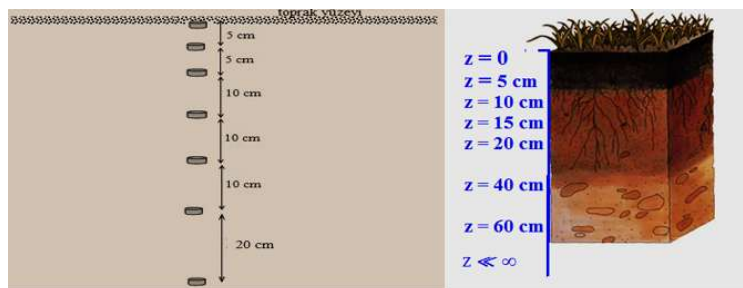 toprak yüzeyi
5 cm
5 cm
10 cm
10 cm
10 cm
20 cm
z = 0
z = 5 cm
z = 10 cm
z = 15 cm
z = 20 cm
z = 40 cm
z = 60 cm
z ≪ ∞